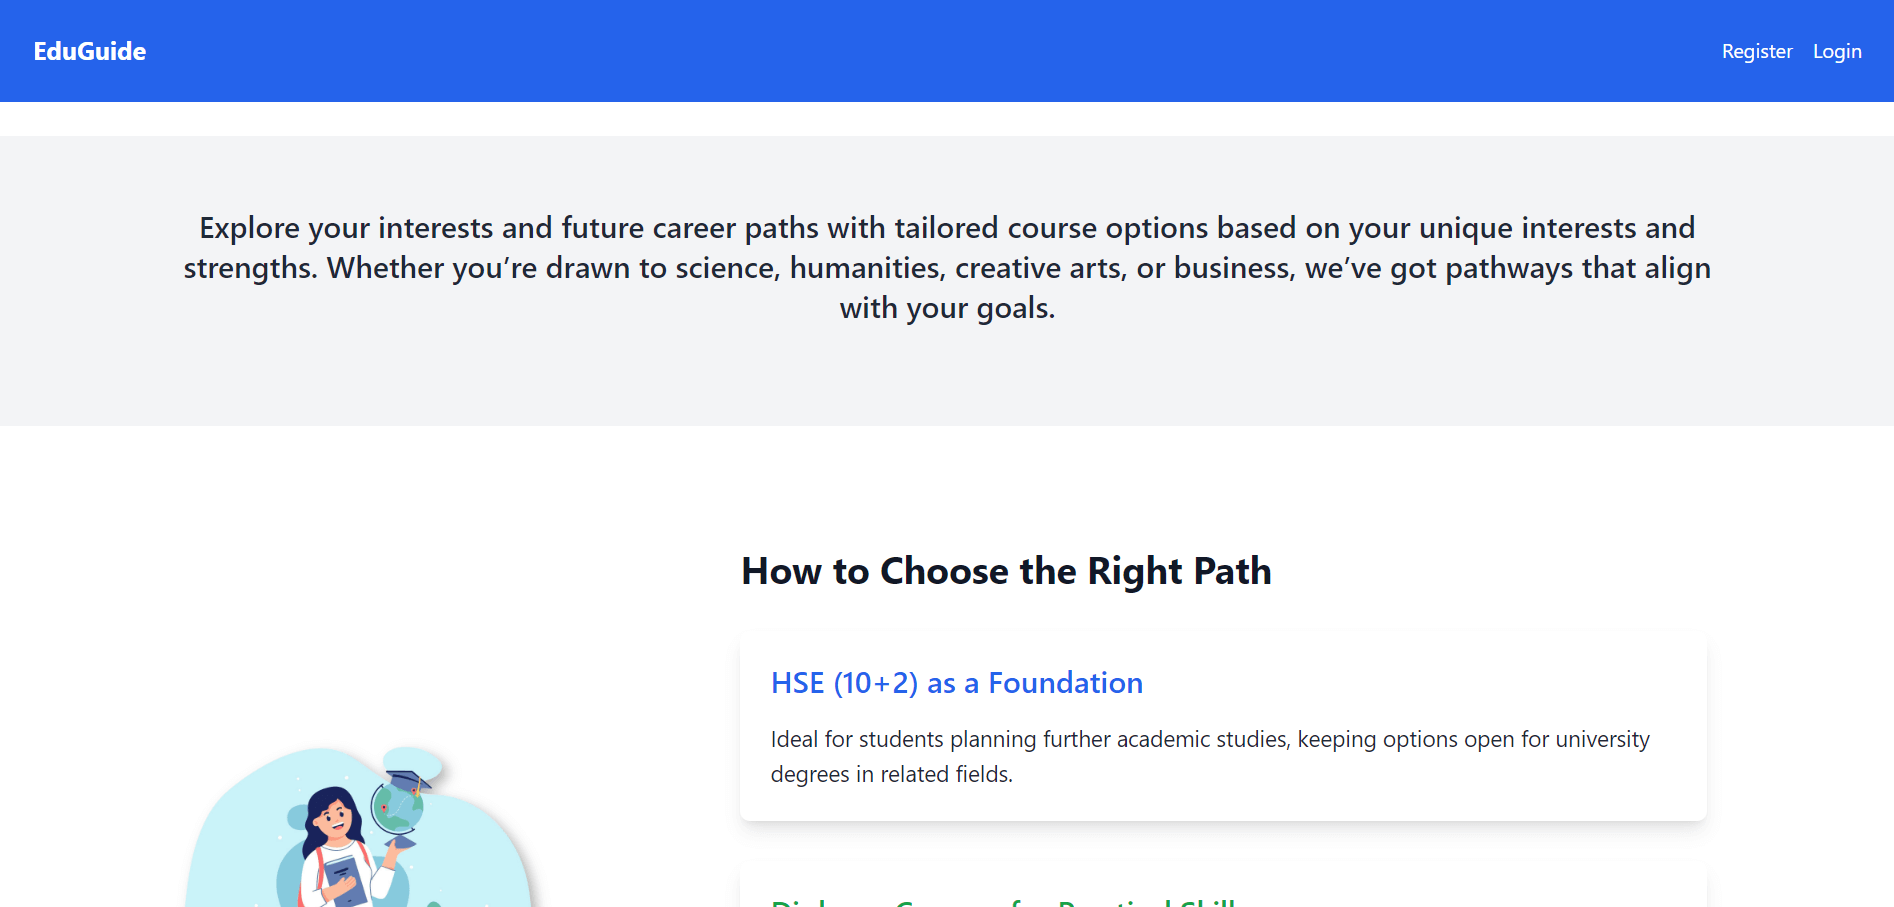 EduGuide
Register Login
Explore your interests and future career paths with tailored course options based on your unique interests and
strengths. Whether you’re drawn to science, humanities, creative arts, or business, we’ve got pathways that align
with your goals.
How to Choose the Right Path
HSE (10+2) as a Foundation
Ideal for students planning further academic studies, keeping options open for university
degrees in related fields.